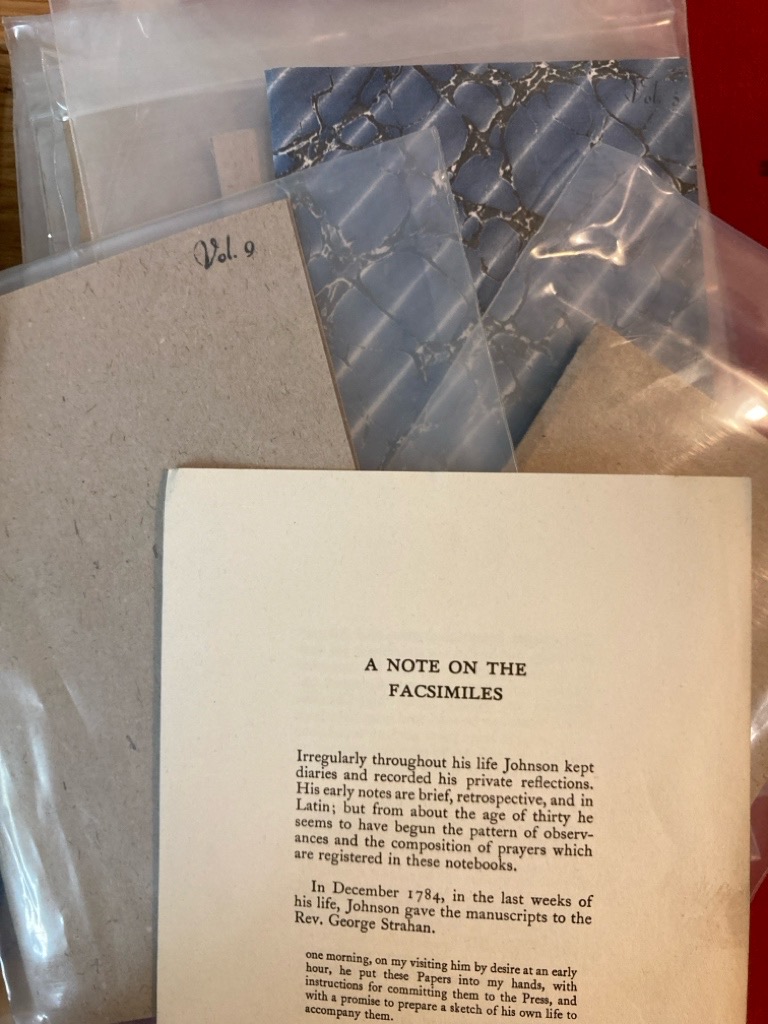 Vol. 3
Vol. 9
A NOTE ON THE
FACSIMILES
Irregularly throughout his life Johnson kept
diaries and recorded his private reflections.
His early notes are brief, retrospective, and in
Latin; but from about the age of thirty he
seems to have begun the pattern of observ-
ances and the composition of prayers which
are registered in these notebooks.
In December 1784, in the last weeks of
his life, Johnson gave the manuscripts to the
Rev. George Strahan.
one morning, on my visiting him by desire at an early
hour, he put these Papers into my hands, with
instructions for committing them to the Press, and
with a promise to prepare a sketch of his own life to
accompany them.